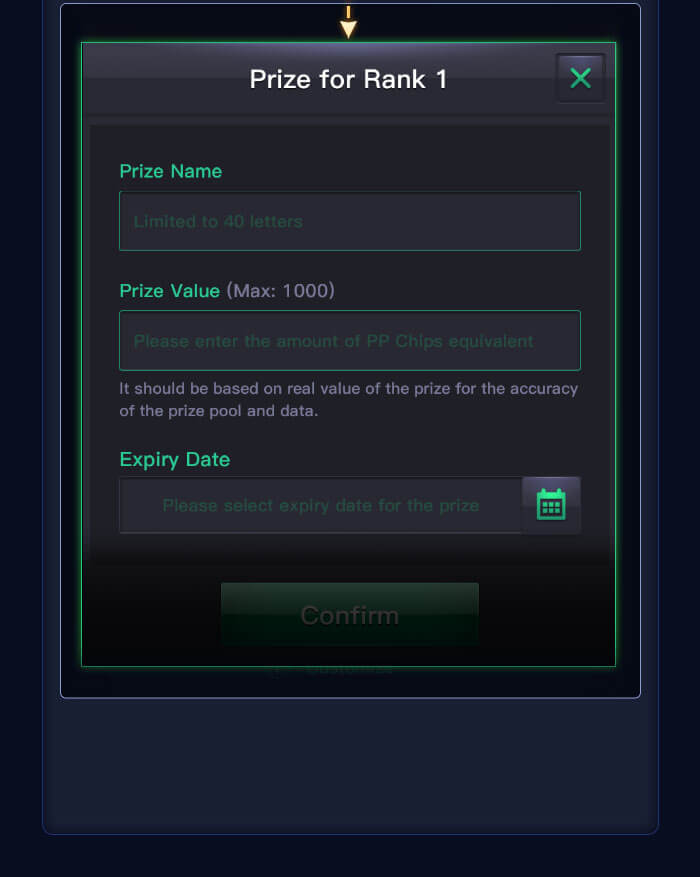 Prize for Rank 1
Prize Name
Limited to 40 letters
Prize Value (Max: 1000)
Please enter the amount of PP Chips equivalent
It should be based on real value of the prize for the accuracy
of the prize pool and data.
Expiry Date
Please select expiry date for the prize
Confirm